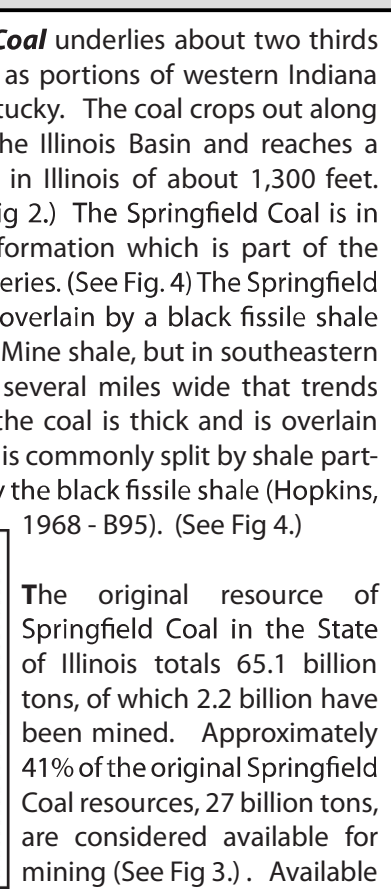 Coal underlies about two thirds
as portions of western Indiana
tucky. The coal crops out along
he Illinois Basin and reaches a
in Illinois of about 1,300 feet.
ig 2.) The Springfield Coal is in
formation which is part of the
eries. (See Fig. 4) The Springfield
overlain by a black fissile shale
Mine shale, but in southeastern
several miles wide that trends
the coal is thick and is overlain
is commonly split by shale part-
y the black fissile shale (Hopkins,
1968 - B95). (See Fig 4.)
The original resource of
Springfield Coal in the State
of Illinois totals 65.1 billion
tons, of which 2.2 billion have
been mined. Approximately
41% of the original Springfield
Coal resources, 27 billion tons,
are considered available for
mining (See Fig 3.) . Available